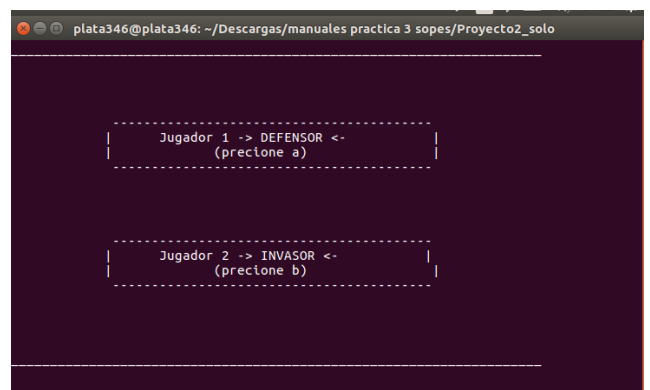 plata346@plata346: ~/Descargas/manuales practica 3 sopes/Proyecto2_solo
Jugador 1 -> DEFENSOR <-
(precione a)
Jugador 2 -> INVASOR <-
(precione b)